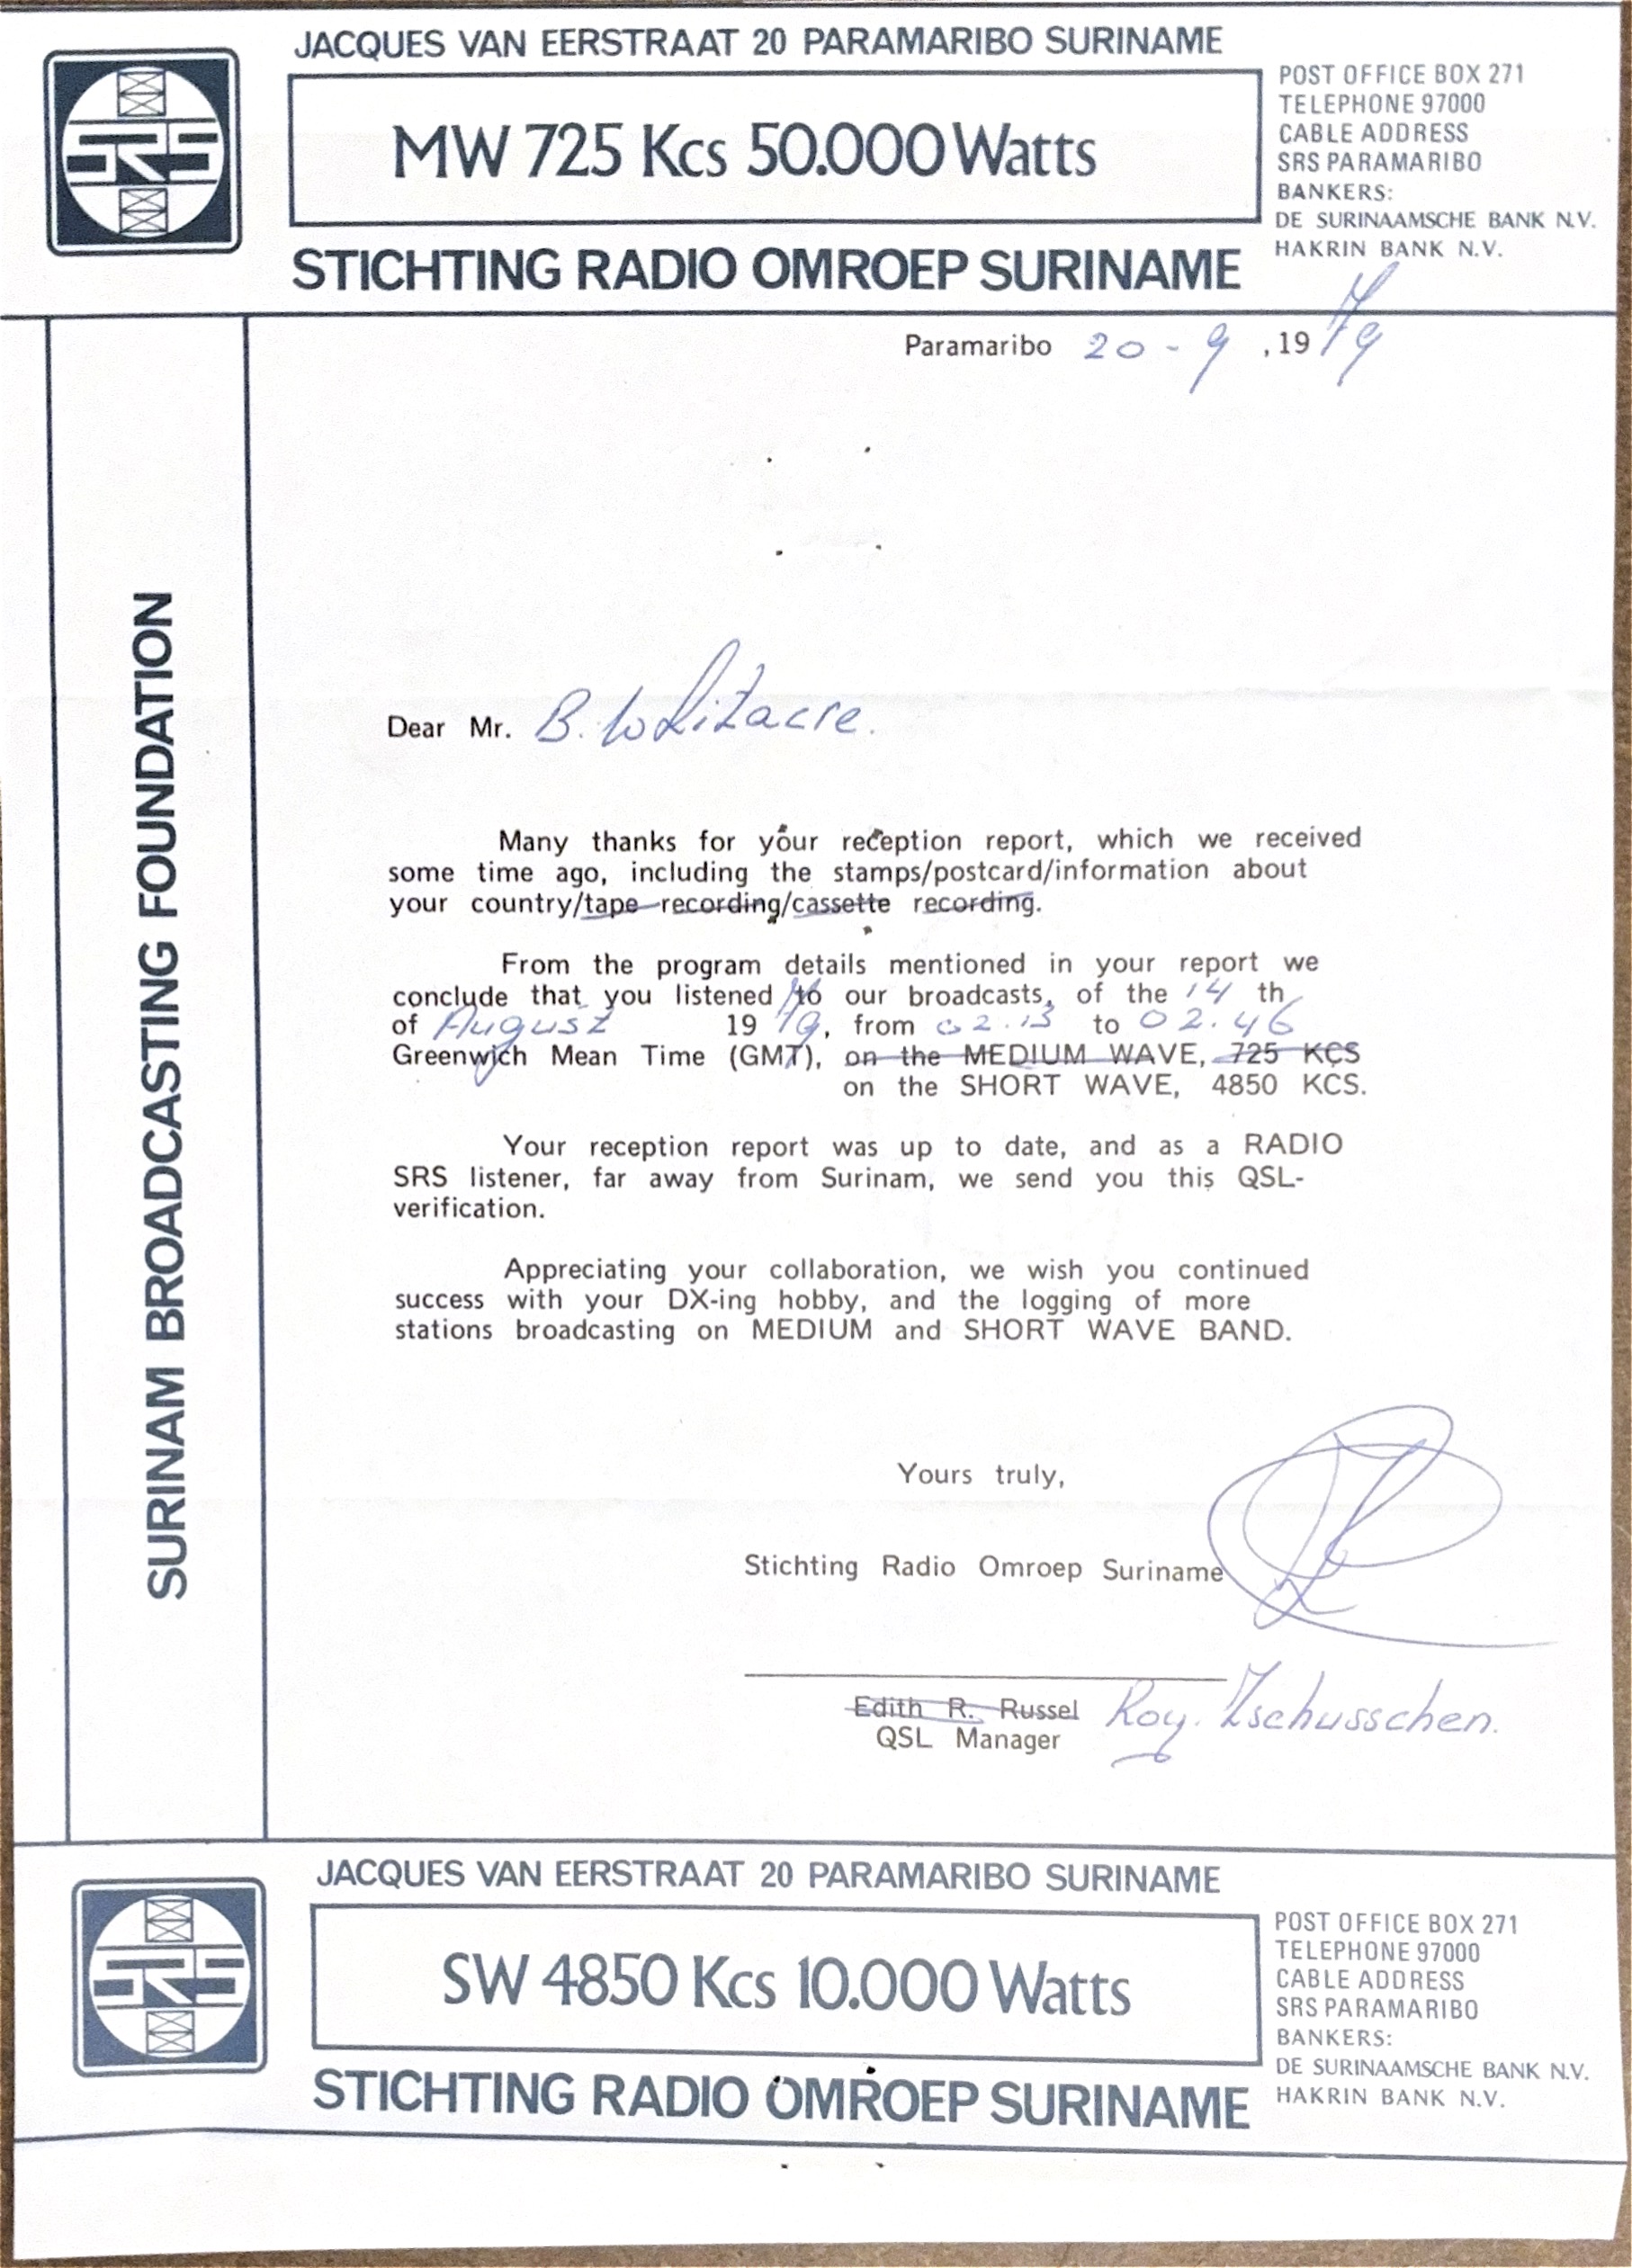 JACQUES VAN EERSTRAAT 20 PARAMARIBO SURINAME
SRS
MW 725 Kcs 50.000 Watts
STICHTING RADIO OMROEP SURINAME
POST OFFICE BOX 271
TELEPHONE 97000
CABLE ADDRESS
SRS PARAMARIBO
BANKERS:
DE SURINAAMSCHE BANK N.V.
HAKRIN BANK N.V.
SURINAM BROADCASTING FOUNDATION
Paramaribo 20-9, 1979
Dear Mr. B. Whitacre.
Many thanks for your reception report, which we received
some time ago, including the stamps/postcard/information about
your country/tape recording/cassette recording.
From the program details mentioned in your report we
conclude that you listened to our broadcasts, of the 14 th
of August 1979, from 02.13 to 02.46
Greenwich Mean Time (GMT), on the MEDIUM WAVE, 725 KCS
on the SHORT WAVE, 4850 KCS.
Your reception report was up to date, and as a RADIO
SRS listener, far away from Surinam, we send you this QSL-
verification.
Appreciating your collaboration, we wish you continued
success with your DX-ing hobby, and the logging of more
stations broadcasting on MEDIUM and SHORT WAVE BAND.
Yours truly,
Stichting Radio Omroep Suriname
Edith R. Russel Roy. Tschusschen.
QSL Manager
JACQUES VAN EERSTRAAT 20 PARAMARIBO SURINAME
SRS
SW 4850 Kcs 10.000 Watts
STICHTING RADIO OMROEP SURINAME
POST OFFICE BOX 271
TELEPHONE 97000
CABLE ADDRESS
SRS PARAMARIBO
BANKERS:
DE SURINAAMSCHE BANK N.V.
HAKRIN BANK N.V.